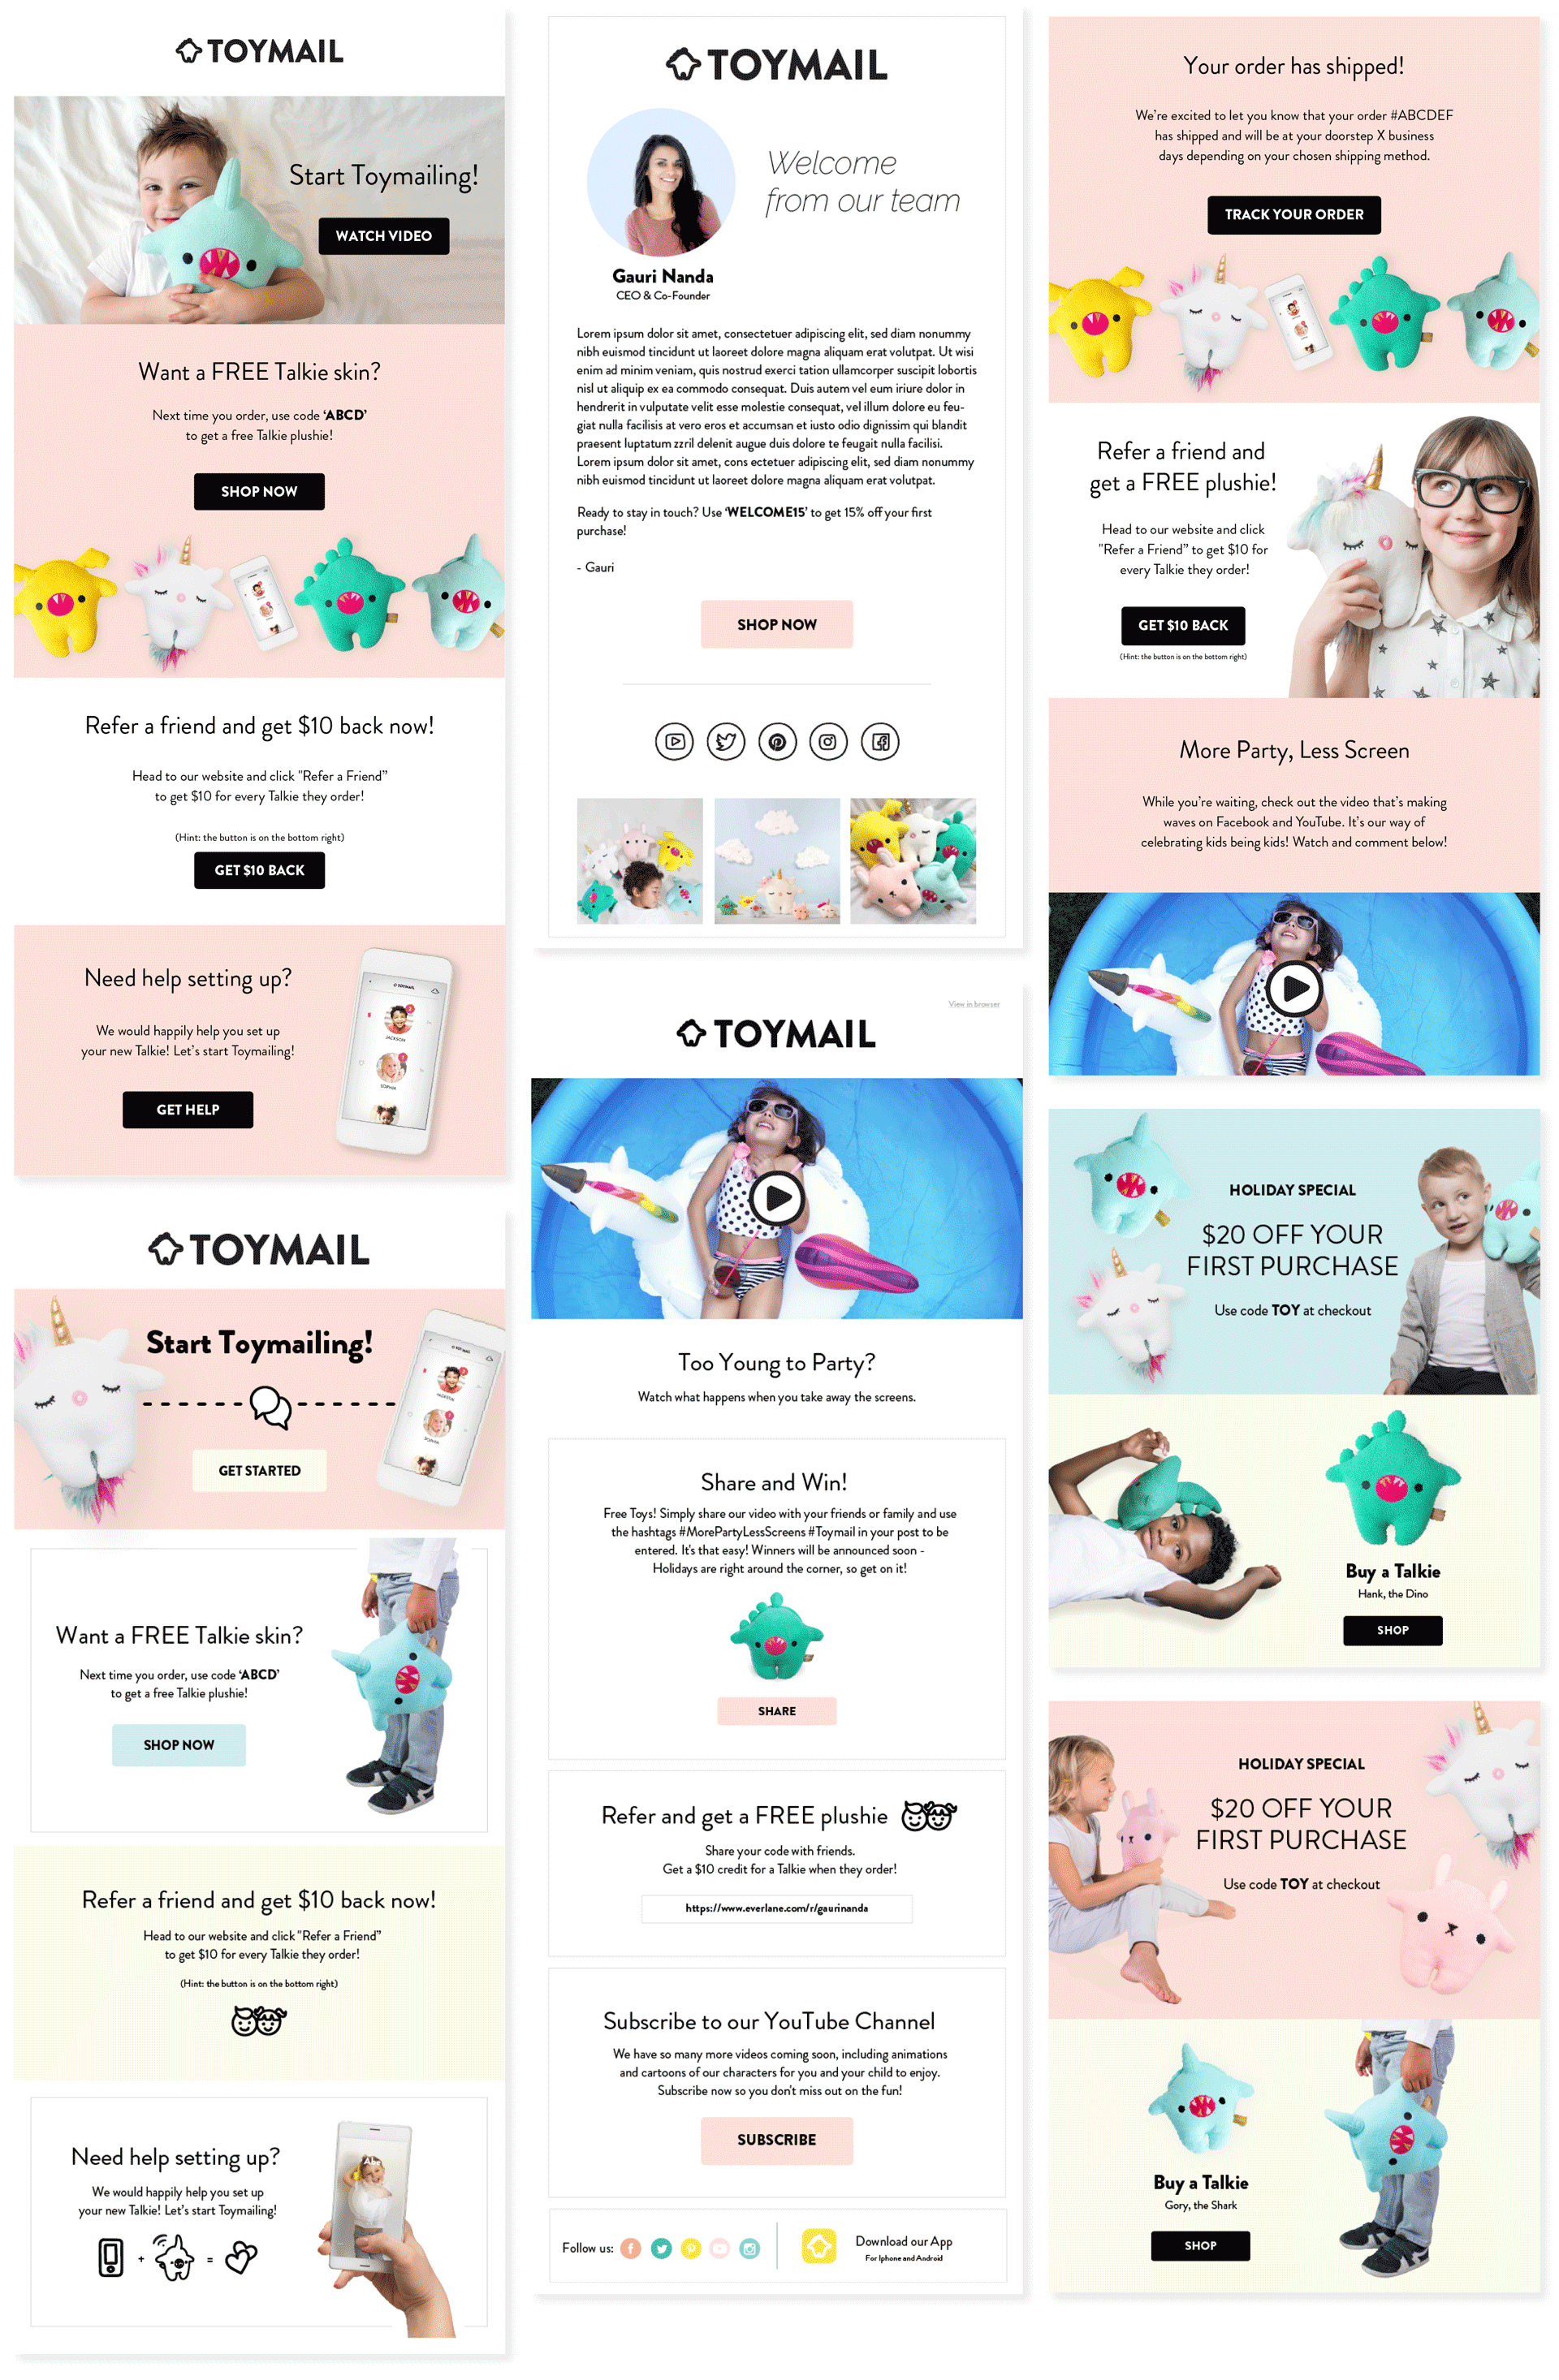 TOYMAIL
Start Toymailing!
WATCH VIDEO
Want a FREE Talkie skin?
Next time you order, use code ‘ABCD’
to get a free Talkie plushie!
SHOP NOW
Refer a friend and get $10 back now!
Head to our website and click "Refer a Friend”
to get $10 for every Talkie they order!
(Hint: the button is on the bottom right)
GET $10 BACK
Need help setting up?
We would happily help you set up
your new Talkie! Let’s start Toymailing!
GET HELP
TOYMAIL
JACKSON
SOPHIA
TOYMAIL
Start Toymailing!
GET STARTED
TOYMAIL
JACKSON
SOPHIA
Want a FREE Talkie skin?
Next time you order, use code ‘ABCD’
to get a free Talkie plushie!
SHOP NOW
Refer a friend and get $10 back now!
Head to our website and click "Refer a Friend”
to get $10 for every Talkie they order!
(Hint: the button is on the bottom right)
Need help setting up?
We would happily help you set up
your new Talkie! Let’s start Toymailing!
+ =
TOYMAIL
Welcome
from our team
Gauri Nanda
CEO & Co-Founder
Lorem ipsum dolor sit amet, consectetuer adipiscing elit, sed diam nonummy
nibh euismod tincidunt ut laoreet dolore magna aliquam erat volutpat. Ut wisi
enim ad minim veniam, quis nostrud exerci tation ullamcorper suscipit lobortis
nisl ut aliquip ex ea commodo consequat. Duis autem vel eum iriure dolor in
hendrerit in vulputate velit esse molestie consequat, vel illum dolore eu feu-
giat nulla facilisis at vero eros et accumsan et iusto odio dignissim qui blandit
praesent luptatum zzril delenit augue duis dolore te feugait nulla facilisi.
Lorem ipsum dolor sit amet, cons ectetuer adipiscing elit, sed diam nonummy
nibh euismod tincidunt ut laoreet dolore magna aliquam erat volutpat.
Ready to stay in touch? Use ‘WELCOME15’ to get 15% off your first
purchase!
- Gauri
SHOP NOW
View in browser
TOYMAIL
Too Young to Party?
Watch what happens when you take away the screens.
Share and Win!
Free Toys! Simply share our video with your friends or family and use
the hashtags #MorePartyLessScreens #Toymail in your post to be
entered. It's that easy! Winners will be announced soon -
Holidays are right around the corner, so get on it!
SHARE
Refer and get a FREE plushie
Share your code with friends.
Get a $10 credit for a Talkie when they order!
https://www.everlane.com/r/gaurinanda
Subscribe to our YouTube Channel
We have so many more videos coming soon, including animations
and cartoons of our characters for you and your child to enjoy.
Subscribe now so you don't miss out on the fun!
SUBSCRIBE
Follow us:
Download our App
For Iphone and Android
Your order has shipped!
We’re excited to let you know that your order #ABCDEF
has shipped and will be at your doorstep X business
days depending on your chosen shipping method.
TRACK YOUR ORDER
Refer a friend and
get a FREE plushie!
Head to our website and click
"Refer a Friend” to get $10 for
every Talkie they order!
GET $10 BACK
(Hint: the button is on the bottom right)
More Party, Less Screen
While you’re waiting, check out the video that’s making
waves on Facebook and YouTube. It’s our way of
celebrating kids being kids! Watch and comment below!
HOLIDAY SPECIAL
$20 OFF YOUR
FIRST PURCHASE
Use code TOY at checkout
Buy a Talkie
Hank, the Dino
SHOP
HOLIDAY SPECIAL
$20 OFF YOUR
FIRST PURCHASE
Use code TOY at checkout
Buy a Talkie
Gory, the Shark
SHOP